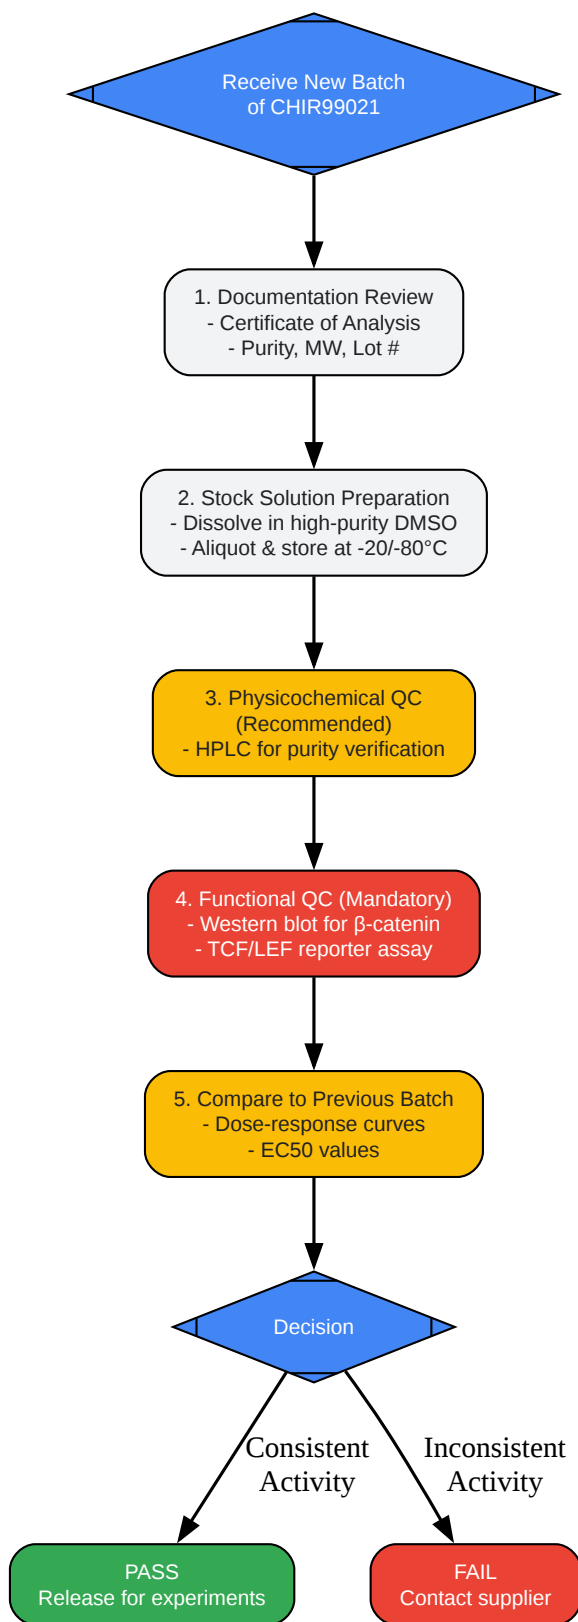 Receive New Batch
of CHIR99021
1. Documentation Review
- Certificate of Analysis
- Purity, MW, Lot #
2. Stock Solution Preparation
- Dissolve in high-purity DMSO
- Aliquot & store at -20/-80°C
3. Physicochemical QC
(Recommended)
- HPLC for purity verification
4. Functional QC (Mandatory)
- Western blot for β-catenin
- TCF/LEF reporter assay
5. Compare to Previous Batch
- Dose-response curves
- EC50 values
Decision
Consistent
Activity
Inconsistent
Activity
PASS
Release for experiments
FAIL
Contact supplier